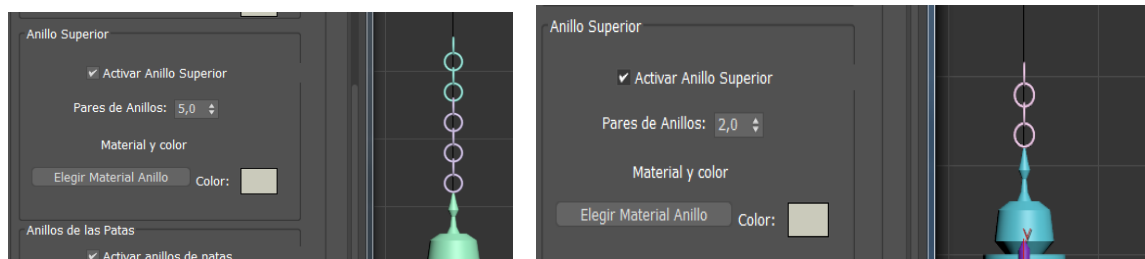 Anillo Superior
Activar Anillo Superior
Pares de Anillos: 5,0
Material y color
Elegir Material Anillo Color:
Anillos de las Patas
Activar anillos de patas
Anillo Superior
Activar Anillo Superior
Pares de Anillos: 2,0
Material y color
Elegir Material Anillo Color:
Y